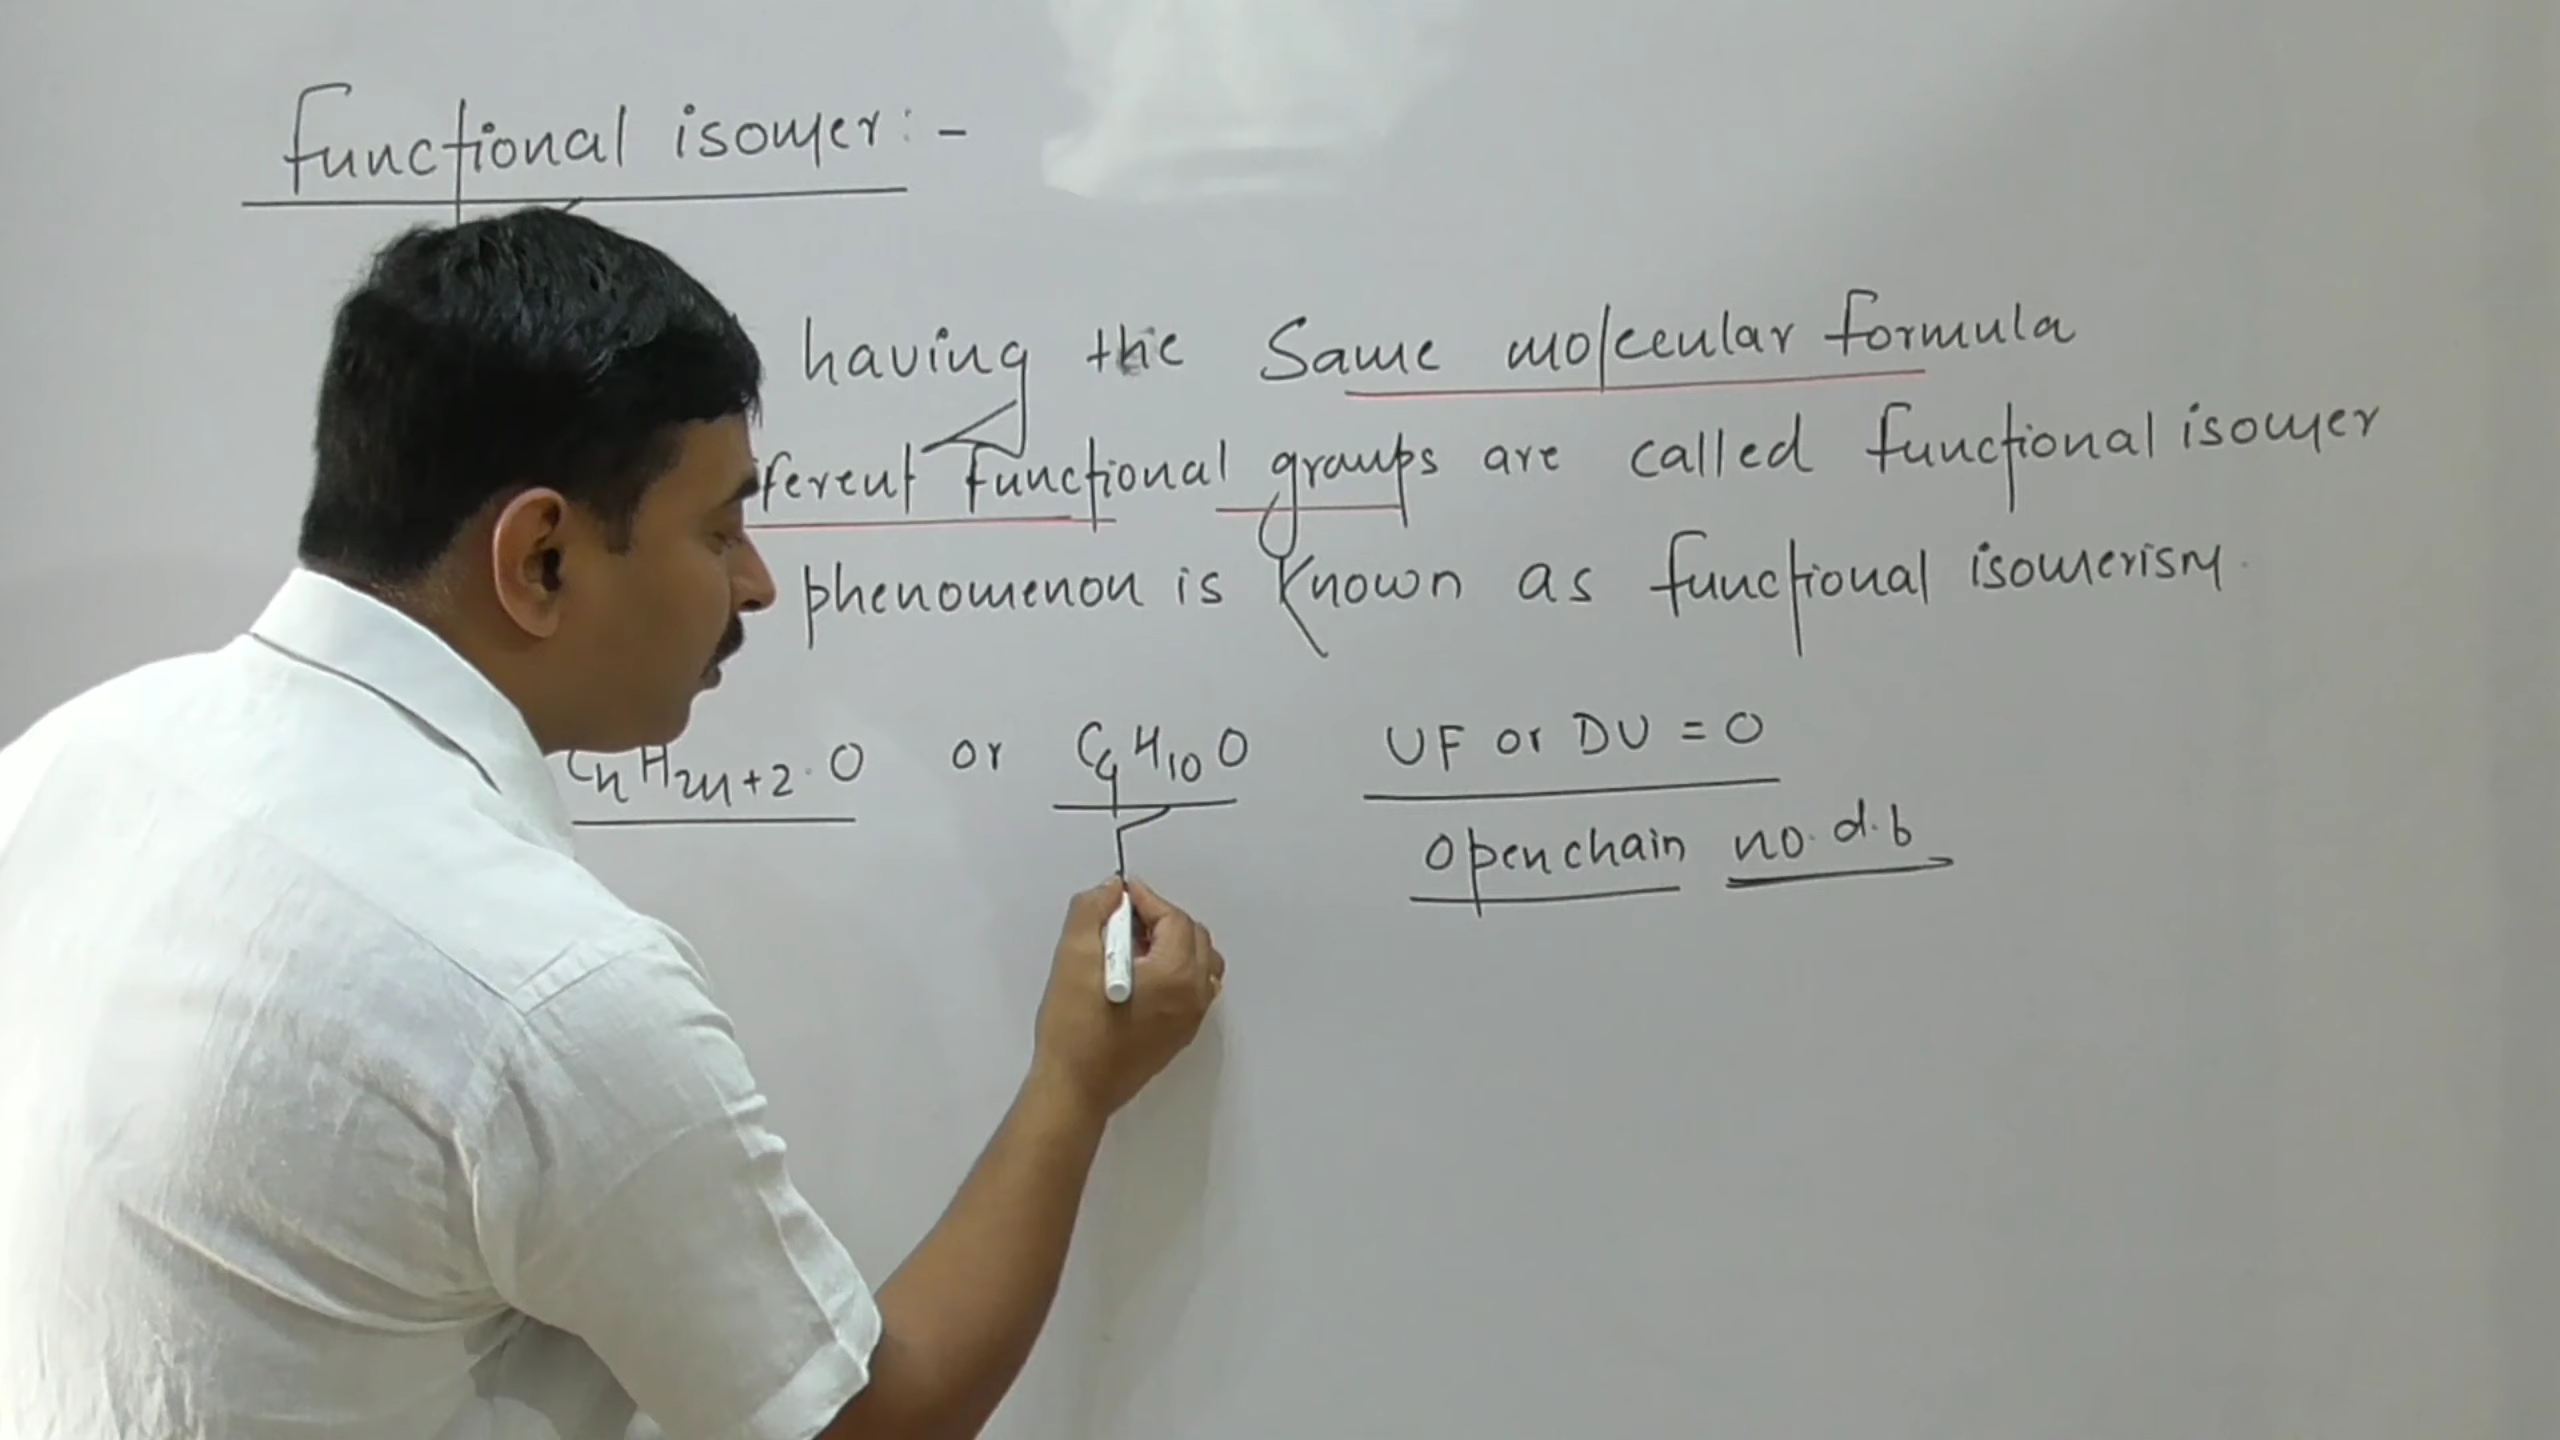 Functional isomer:-
having the Same molecular formula
ferent Functional groups are called functional isomer
phenomenon is known as functional isomerism.
CnH2n+2.O or C4H10O UF or DU = 0
Open chain no. d.b